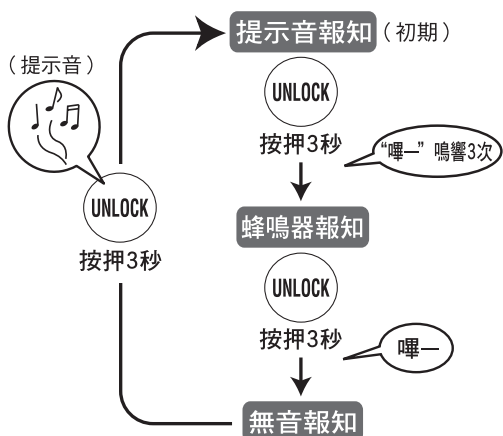 提示音報知（初期）
（提示音）
UNLOCK
按押3秒
“嗶—”鳴響3次
UNLOCK
按押3秒
蜂鳴器報知
UNLOCK
按押3秒
嗶—
無音報知